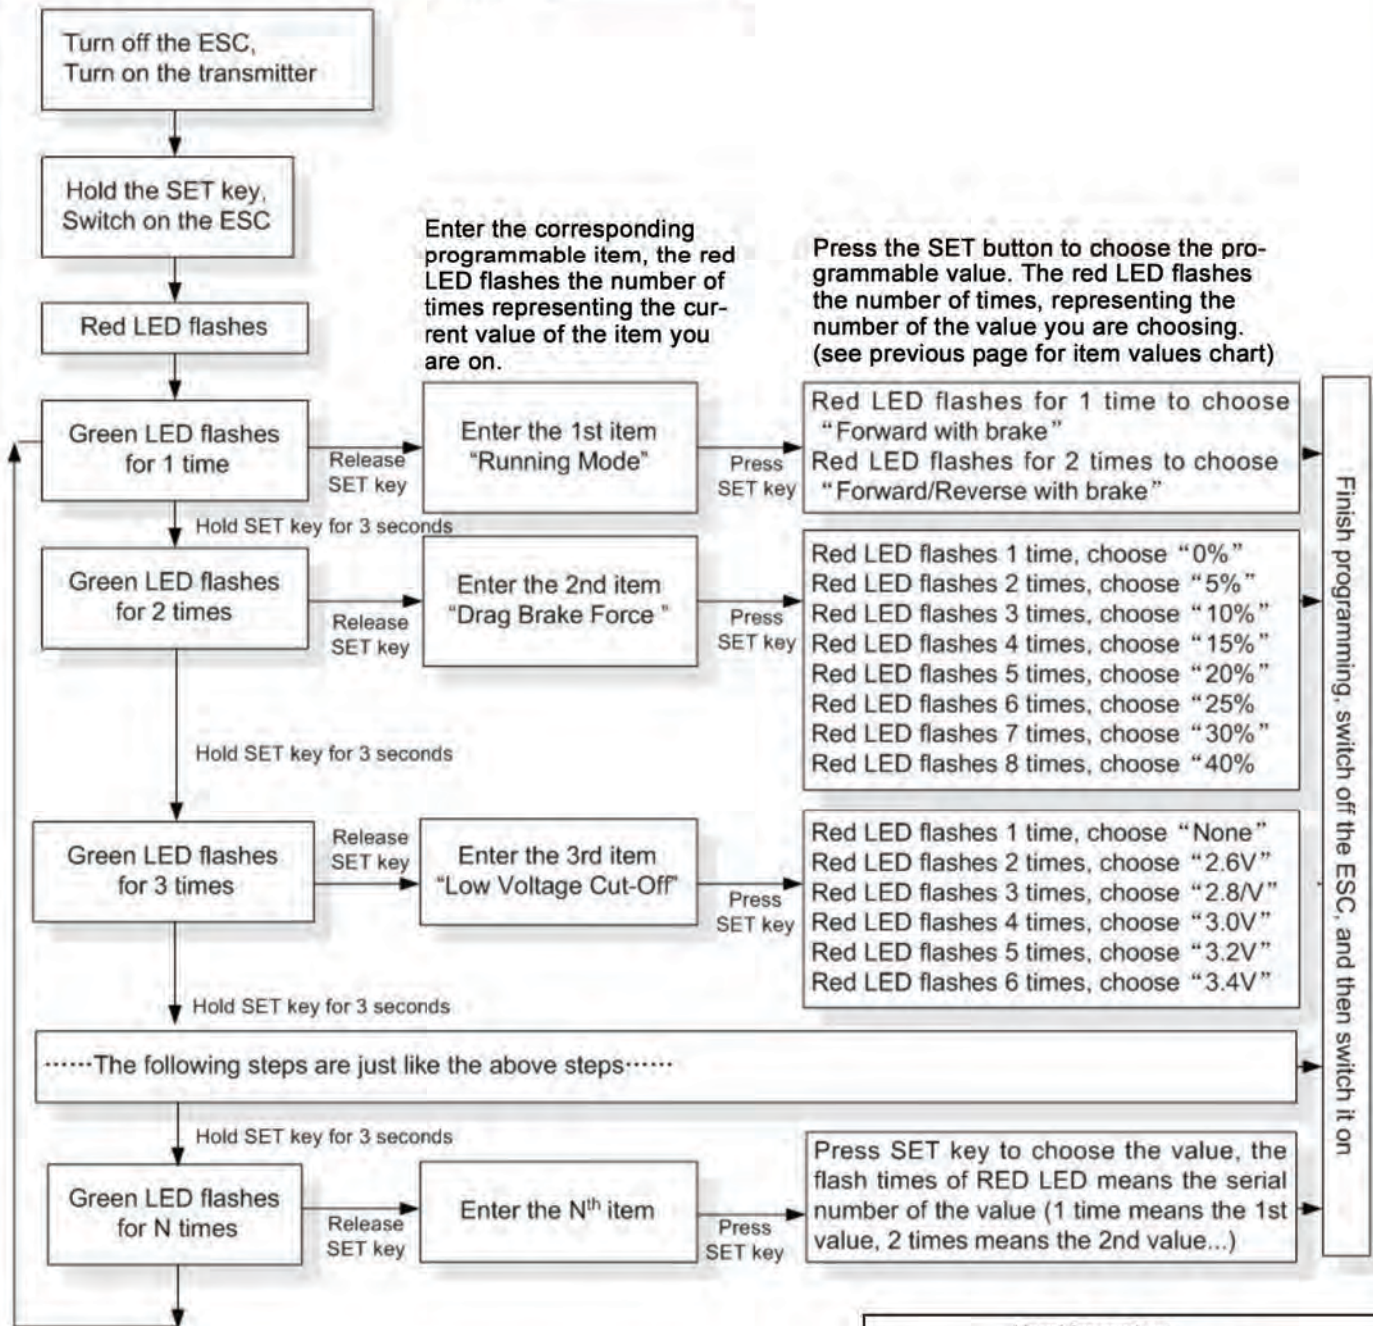 Turn off the ESC,
Turn on the transmitter
Hold the SET key,
Switch on the ESC
Red LED flashes
Enter the corresponding
programmable item, the red
LED flashes the number of
times representing the cur-
rent value of the item you
are on.
Press the SET button to choose the pro-
grammable value. The red LED flashes
the number of times, representing the
number of the value you are choosing.
(see previous page for item values chart)
Green LED flashes
for 1 time
Release
SET key
Enter the 1st item
“Running Mode”
Press
SET key
Red LED flashes for 1 time to choose
“Forward with brake”
Red LED flashes for 2 times to choose
“Forward/Reverse with brake”
Hold SET key for 3 seconds
Green LED flashes
for 2 times
Release
SET key
Enter the 2nd item
“Drag Brake Force ”
Press
SET key
Red LED flashes 1 time, choose “0%”
Red LED flashes 2 times, choose “5%”
Red LED flashes 3 times, choose “10%”
Red LED flashes 4 times, choose “15%”
Red LED flashes 5 times, choose “20%”
Red LED flashes 6 times, choose “25%
Red LED flashes 7 times, choose “30%”
Red LED flashes 8 times, choose “40%
Hold SET key for 3 seconds
Green LED flashes
for 3 times
Release
SET key
Enter the 3rd item
“Low Voltage Cut-Off”
Press
SET key
Red LED flashes 1 time, choose “None”
Red LED flashes 2 times, choose “2.6V”
Red LED flashes 3 times, choose “2.8/V”
Red LED flashes 4 times, choose “3.0V”
Red LED flashes 5 times, choose “3.2V”
Red LED flashes 6 times, choose “3.4V”
Hold SET key for 3 seconds
······The following steps are just like the above steps······
Hold SET key for 3 seconds
Green LED flashes
for N times
Release
SET key
Enter the Nth item
Press
SET key
Press SET key to choose the value, the
flash times of RED LED means the serial
number of the value (1 time means the 1st
value, 2 times means the 2nd value...)
Finish programming, switch off the ESC, and then switch it on